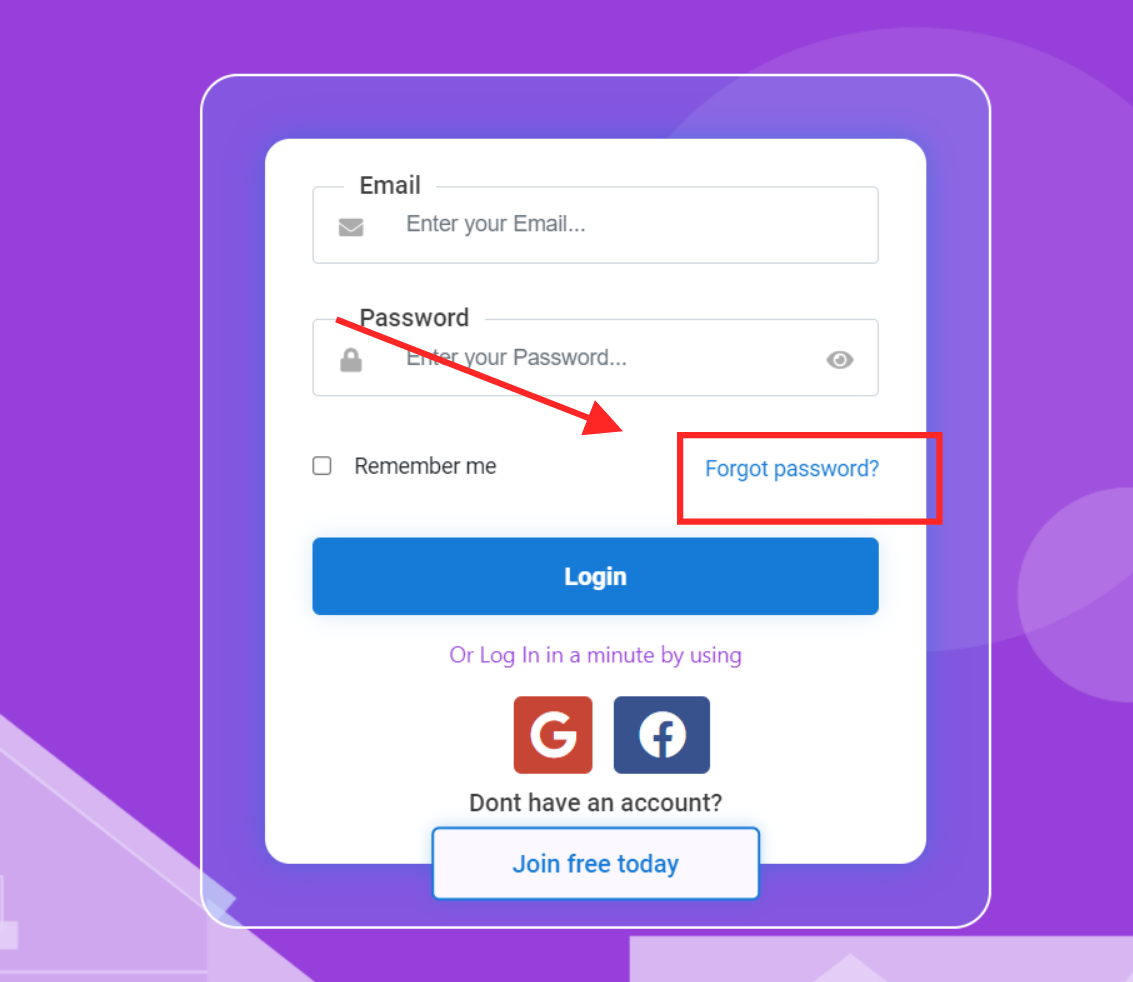 Email
Enter your Email...
Password
Enter your Password...
Remember me
Forgot password?
Login
Or Log In in a minute by using
G
Dont have an account?
Join free today